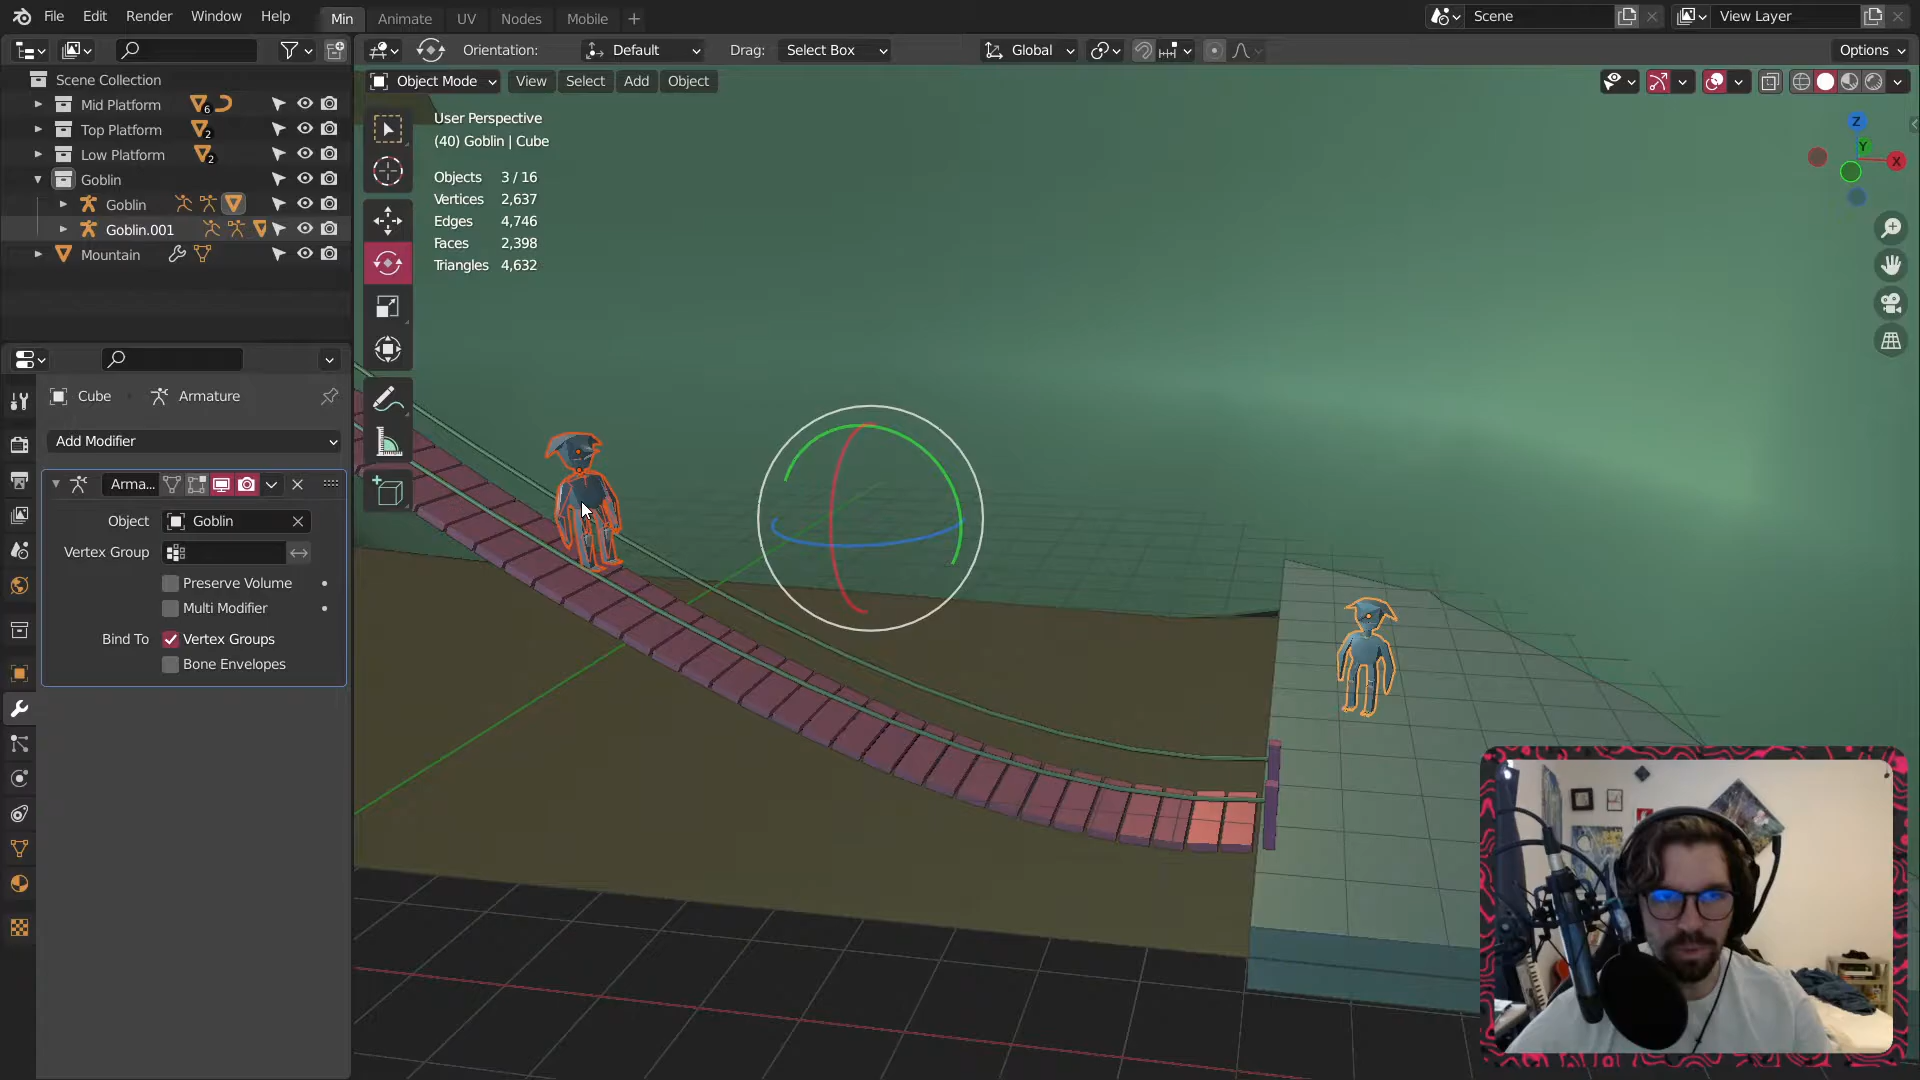 File Edit Render Window Help Min Animate UV Nodes Mobile Scene View Layer
Orientation: Default Drag: Select Box Global Options
Scene Collection
Mid Platform 6
Top Platform 2
Low Platform 2
Goblin
Goblin
Goblin.001
Mountain
Object Mode View Select Add Object
User Perspective
(40) Goblin | Cube
Objects 3 / 16
Vertices 2,637
Edges 4,746
Faces 2,398
Triangles 4,632
Z
Y
X
Cube Armature
Add Modifier
Arma...
Object Goblin
Vertex Group
Preserve Volume
Multi Modifier
Bind To Vertex Groups
Bone Envelopes